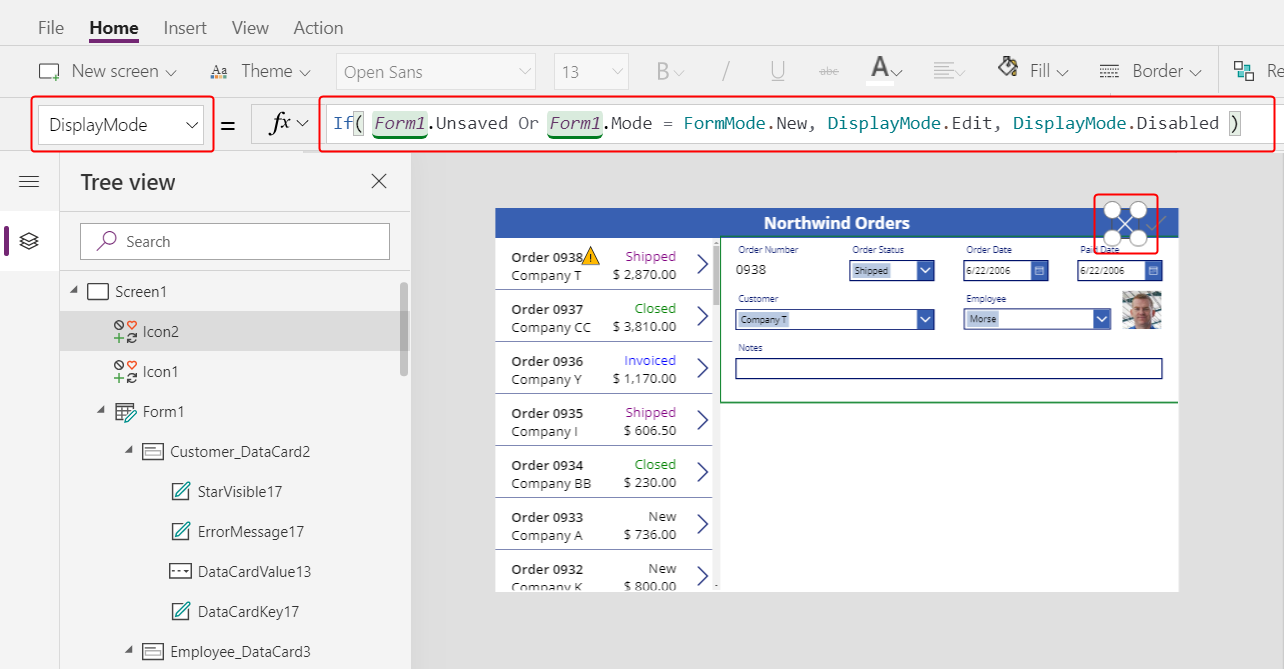 File Home Insert View Action
New screen Theme Open Sans 13 B / U abc A Fill Border Re
DisplayMode = fx If( Form1.Unsaved Or Form1.Mode = FormMode.New, DisplayMode.Edit, DisplayMode.Disabled )
Tree view
Search
Screen1
Icon2
Icon1
Form1
Customer_DataCard2
StarVisible17
ErrorMessage17
DataCardValue13
DataCardKey17
Employee_DataCard3
Northwind Orders
Order 0938 Shipped
Company T $ 2,870.00
Order 0937 Closed
Company CC $ 3,810.00
Order 0936 Invoiced
Company Y $ 1,170.00
Order 0935 Shipped
Company I $ 606.50
Order 0934 Closed
Company BB $ 230.00
Order 0933 New
Company A $ 736.00
Order 0932 New
Company K $ 800.00
Order Number Order Status Order Date Paid Date
0938 Shipped 6/22/2006 6/22/2006
Customer Employee
Company T Morse
Notes